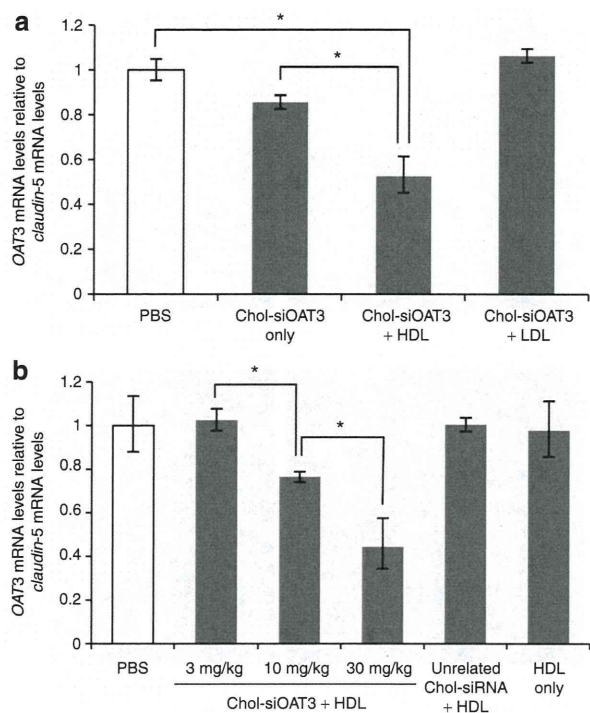 a
OAT3 mRNA levels relative to
claudin-5 mRNA levels
1.2
1
0.8
0.6
0.4
0.2
0
*
*
PBS
Chol-siOAT3
only
Chol-siOAT3
+ HDL
Chol-siOAT3
+ LDL
b
OAT3 mRNA levels relative to
claudin-5 mRNA levels
1.2
1
0.8
0.6
0.4
0.2
0
*
*
PBS
3 mg/kg
10 mg/kg
30 mg/kg
Chol-siOAT3 + HDL
Unrelated
Chol-siRNA
+ HDL
HDL
only